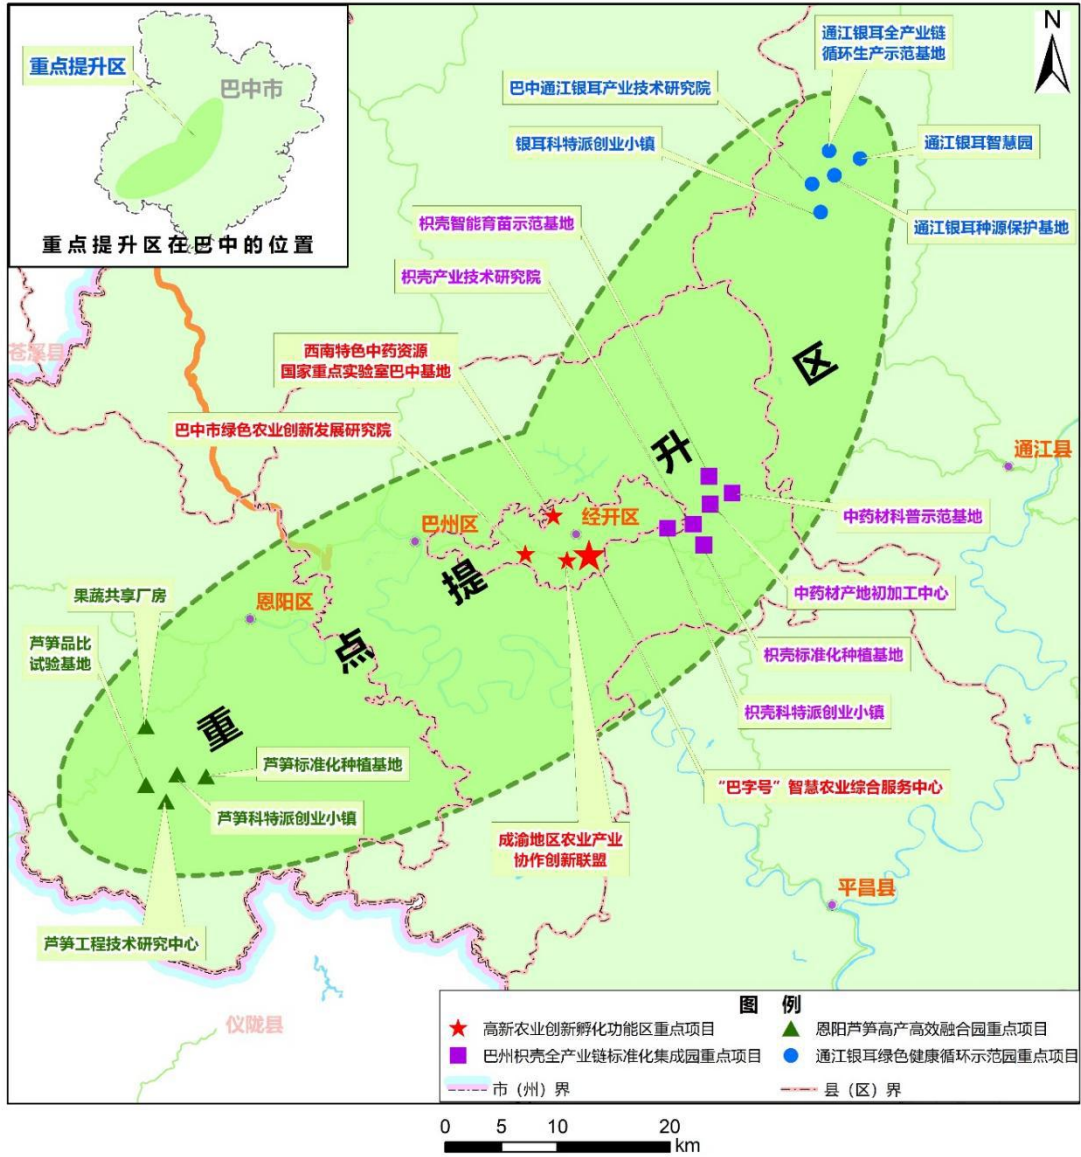 重点提升区
巴中市
重点提升区在巴中的位置
N
通江银耳全产业链
循环生产示范基地
巴中通江银耳产业技术研究院
银耳科特派创业小镇
通江银耳智慧园
通江银耳种源保护基地
枳壳智能育苗示范基地
枳壳产业技术研究院
苍溪县
西南特色中药资源
国家重点实验室巴中基地
巴中市绿色农业创新发展研究院
区
升
通江县
巴州区
经开区
中药材科普示范基地
提
中药材产地初加工中心
果蔬共享厂房
恩阳区
芦笋品比
试验基地
点
枳壳标准化种植基地
枳壳科特派创业小镇
重
芦笋标准化种植基地
芦笋科特派创业小镇
“巴字号”智慧农业综合服务中心
成渝地区农业产业
协作创新联盟
平昌县
芦笋工程技术研究中心
仪陇县
图 例
高新农业创新孵化功能区重点项目
恩阳芦笋高产高效融合园重点项目
巴州枳壳全产业链标准化集成园重点项目
通江银耳绿色健康循环示范园重点项目
市（州）界
县（区）界
0 5 10 20
km